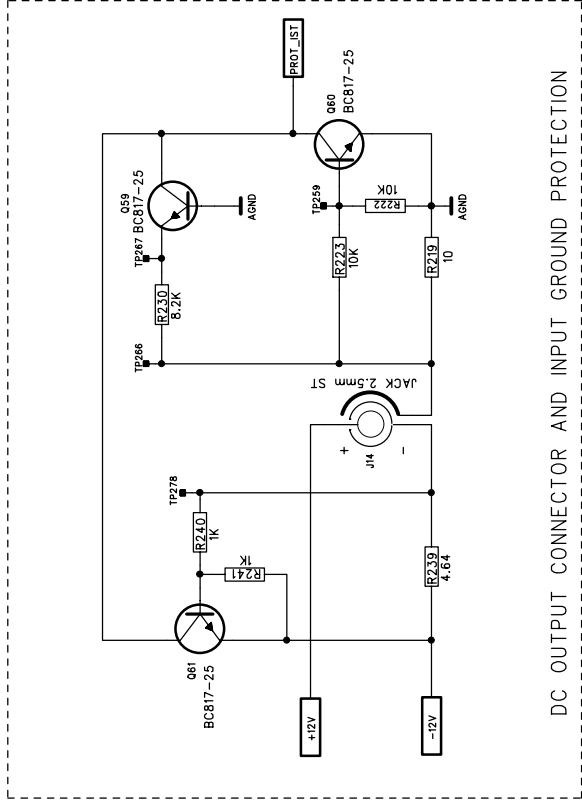 PROT_IST
Q60
BC817-25
Q59
BC817-25
AGND
TP259
R222
10K
AGND
TP267
R230
8.2K
R223
10K
R219
10
TP266
JACK 2.5mm ST
+
-
J14
TP278
R240
1K
R241
1K
R239
4.64
Q61
BC817-25
+12V
-12V
DC OUTPUT CONNECTOR AND INPUT GROUND PROTECTION